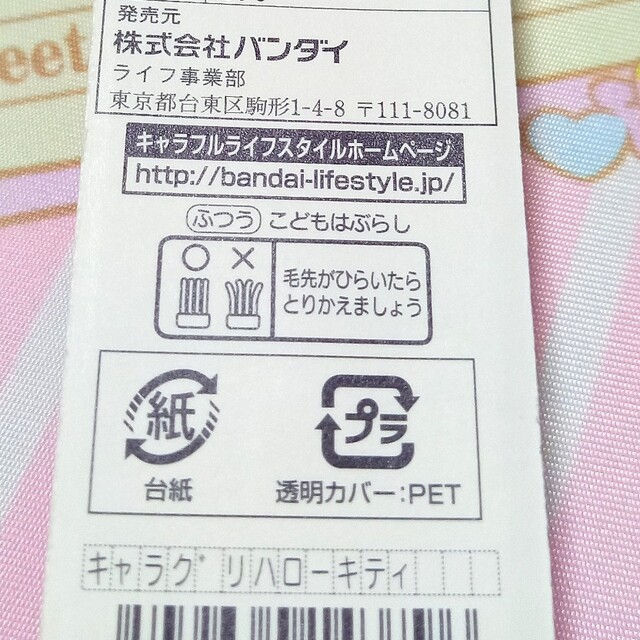 発売元
株式会社バンダイ
ライフ事業部
東京都台東区駒形1-4-8 〒111-8081
キャラフルライフスタイルホームページ
http://bandai-lifestyle.jp/
ふつう こどもはぶらし
○ ×
毛先がひらいたら
とりかえましょう
紙
プラ
台紙
透明カバー:PET
キャラグリハローキティ